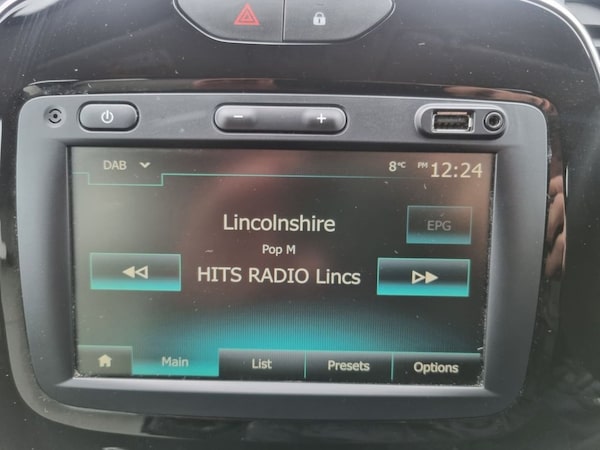 DAB
8°C
PM 12:24
Lincolnshire
EPG
Pop M
HITS RADIO Lincs
Main
List
Presets
Options